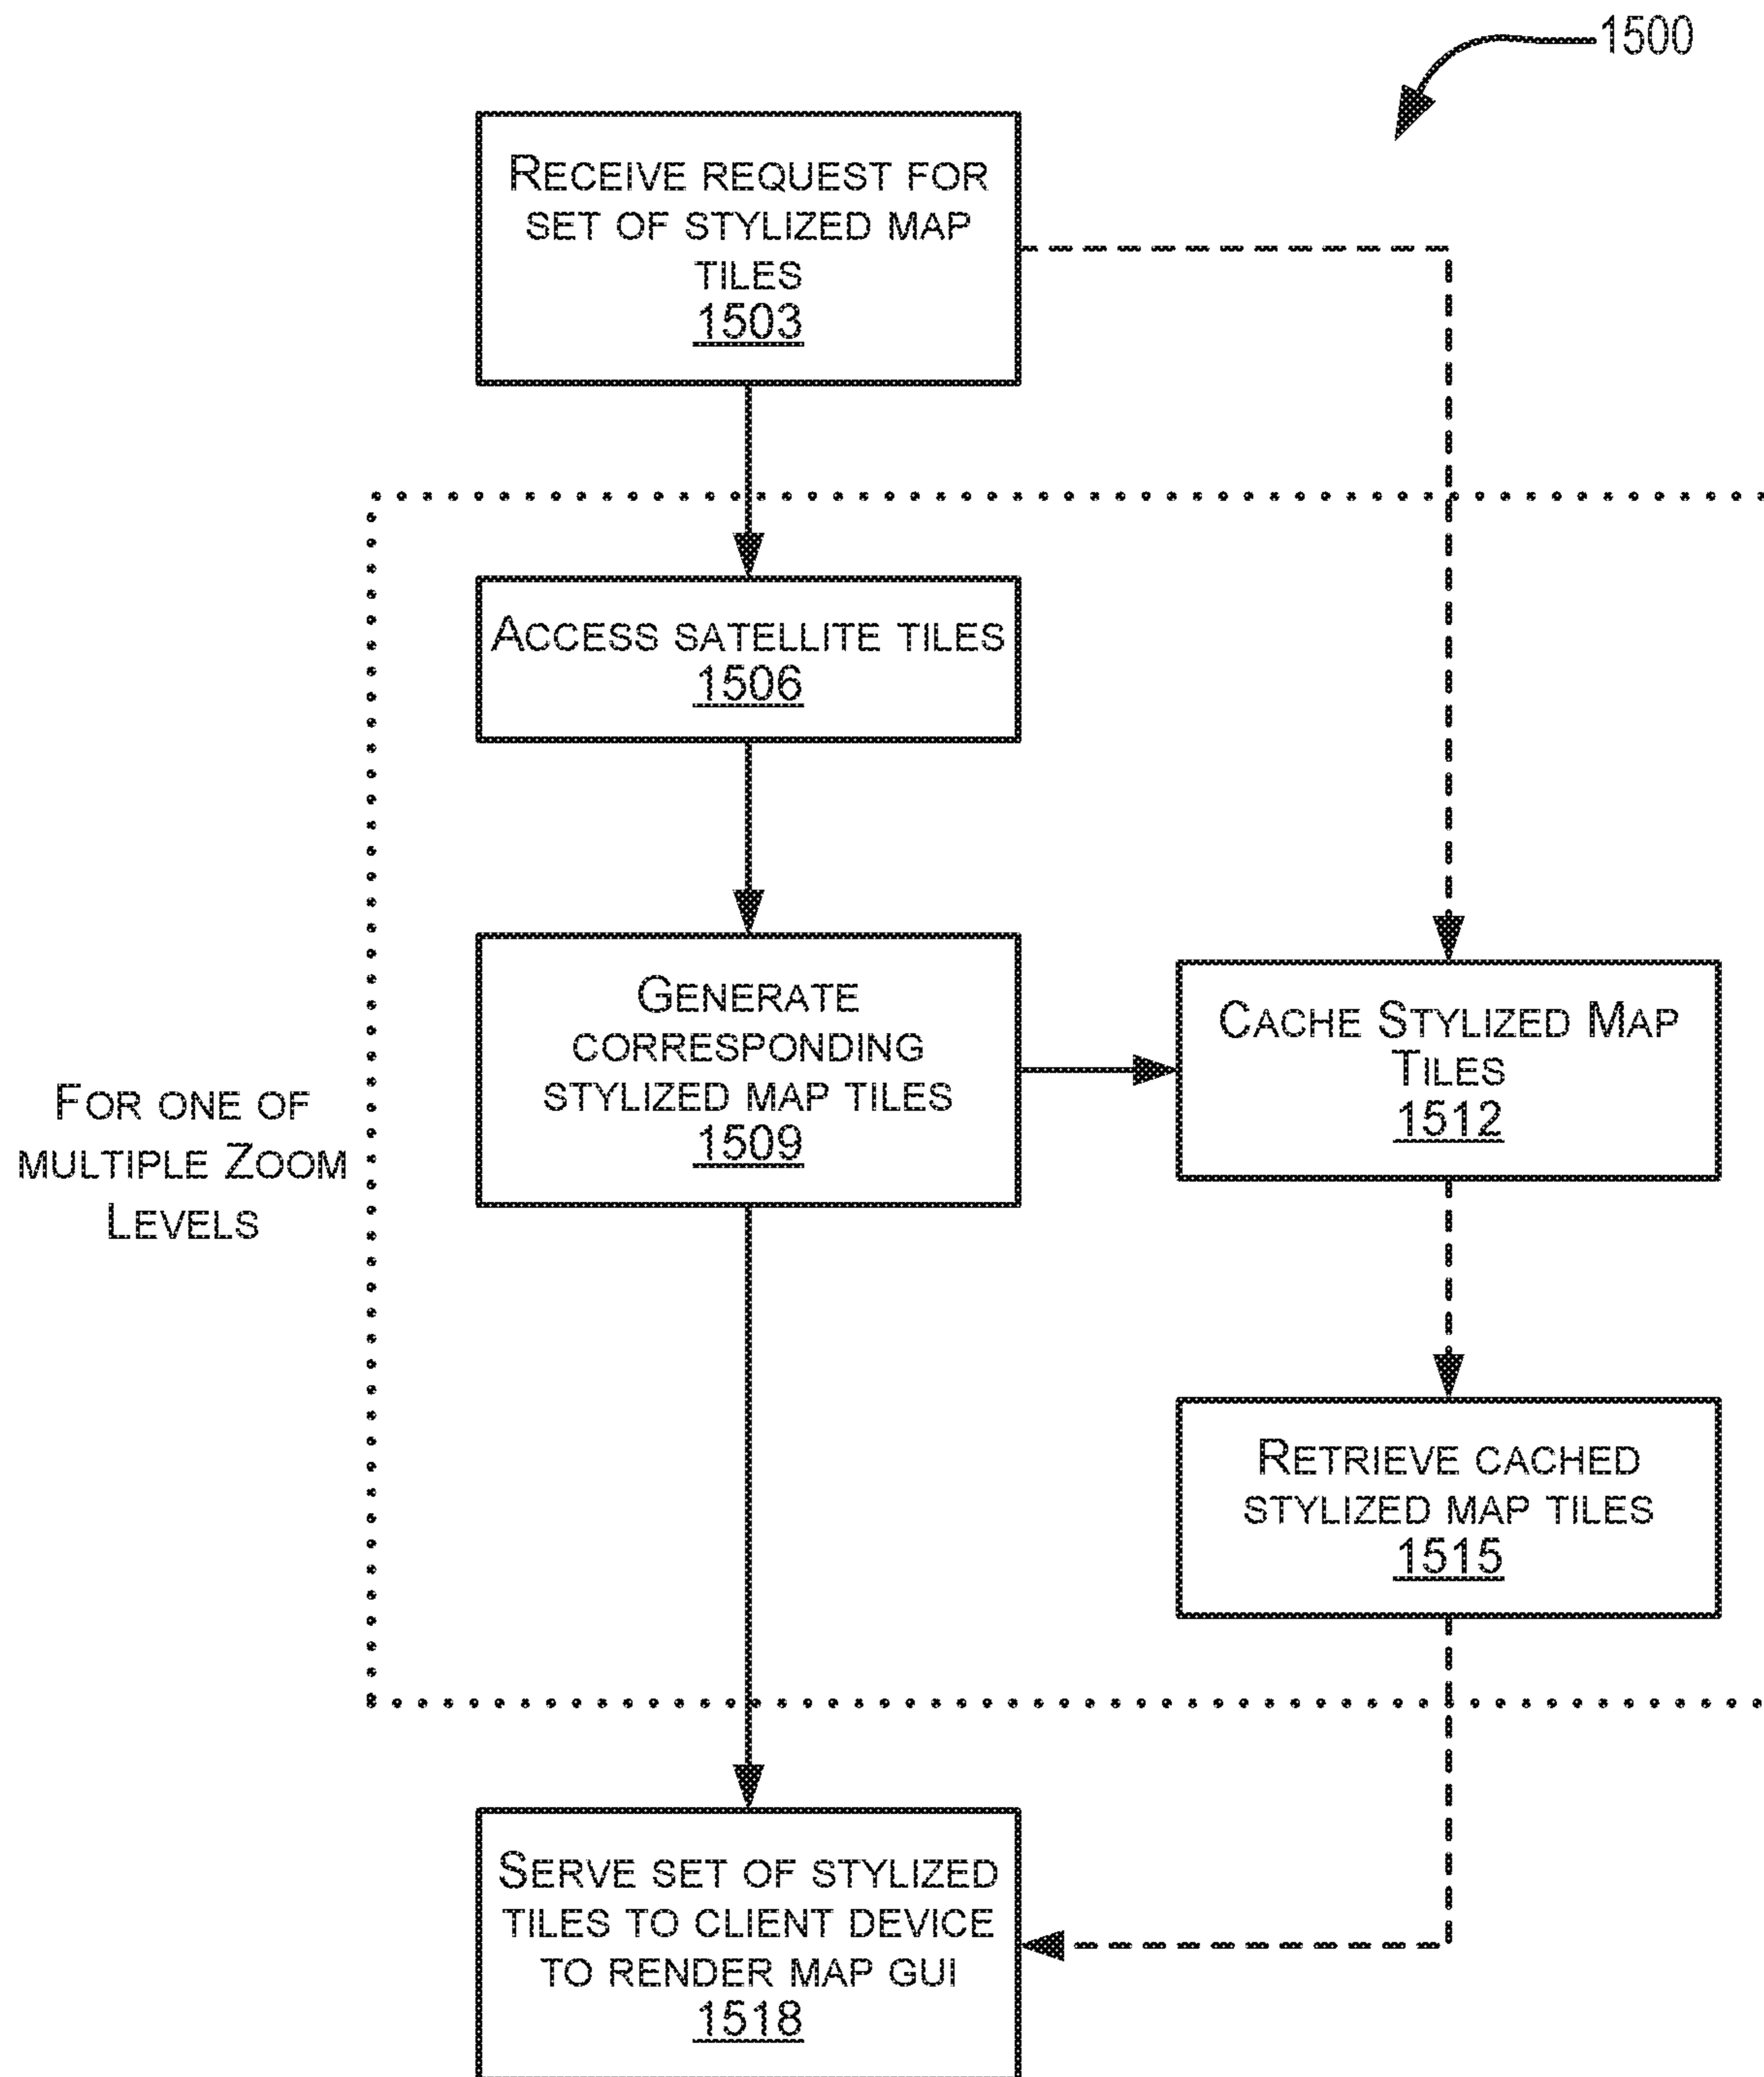 1500
RECEIVE REQUEST FOR
SET OF STYLIZED MAP
TILES
1503
ACCESS SATELLITE TILES
1506
GENERATE
CORRESPONDING
STYLIZED MAP TILES
1509
CACHE STYLIZED MAP
TILES
1512
FOR ONE OF
MULTIPLE ZOOM
LEVELS
RETRIEVE CACHED
STYLIZED MAP TILES
1515
SERVE SET OF STYLIZED
TILES TO CLIENT DEVICE
TO RENDER MAP GUI
1518